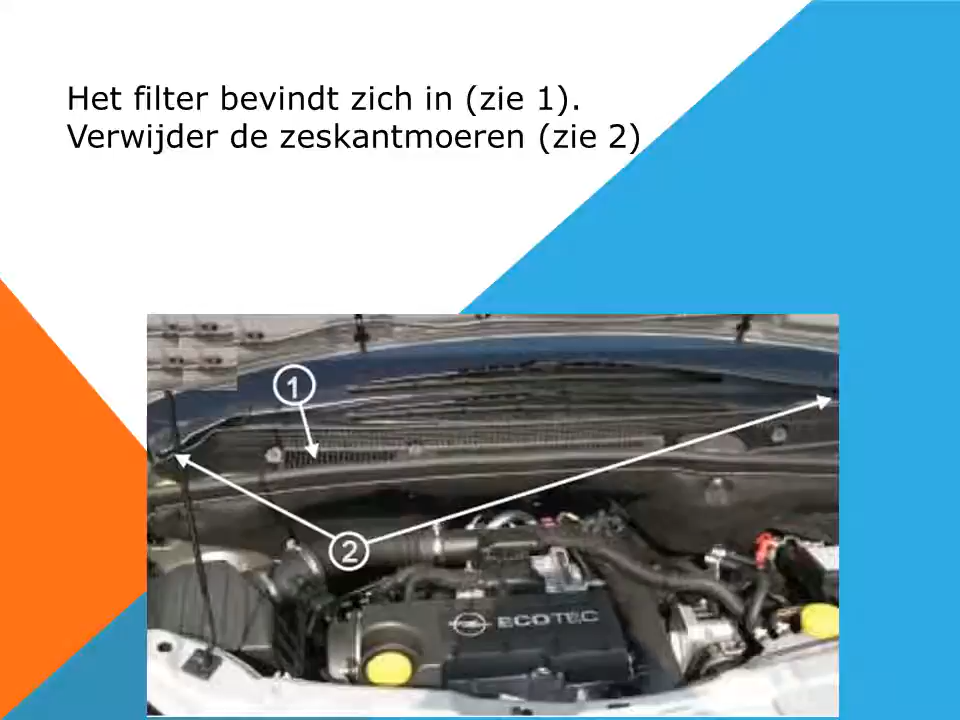 Het filter bevindt zich in (zie 1).
Verwijder de zeskantmoeren (zie 2)
1
2
ECOTEC